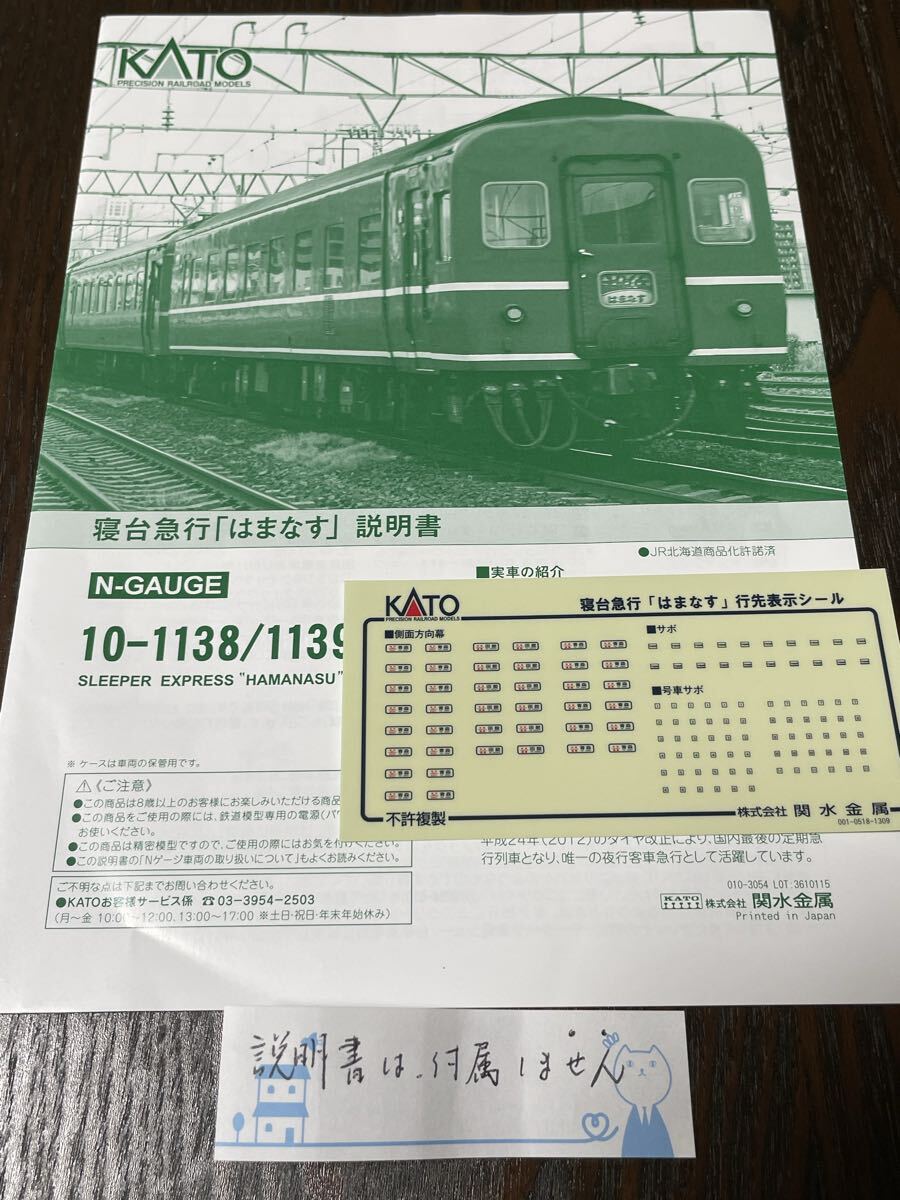 KATO
PRECISION RAILROAD MODELS
はまなす
寝台急行「はまなす」説明書
●JR北海道商品化許諾済
N-GAUGE
■実車の紹介
10-1138/1139
SLEEPER EXPRESS "HAMANASU"
※ ケースは車両の保管用です。
⚠《ご注意》
●この商品は8歳以上のお客様にお楽しみいただける商品
●この商品をご使用の際には、鉄道模型専用の電源(パワ
お使いください。
●この商品は精密模型ですので、ご使用の際にはお気を付けください。
●この説明書の「Nゲージ車両の取り扱いについて」もよくお読みください。
ご不明な点は下記までお問い合わせください。
●KATOお客様サービス係 ☎03-3954-2503
(月〜金 10:00〜12:00、13:00〜17:00 ※土日・祝日・年末年始休み)
KATO
PRECISION RAILROAD MODELS
寝台急行「はまなす」行先表示シール
■側面方向幕
■サボ
■号車サボ
不許複製
株式会社 関水金属
001-0518-1309
平成24年(2012)のダイヤ改正により、国内最後の定期急
行列車となり、唯一の夜行客車急行として活躍しています。
010-3054 LOT.3610115
KATO 株式会社 関水金属
Printed in Japan
説明書は、付属しません